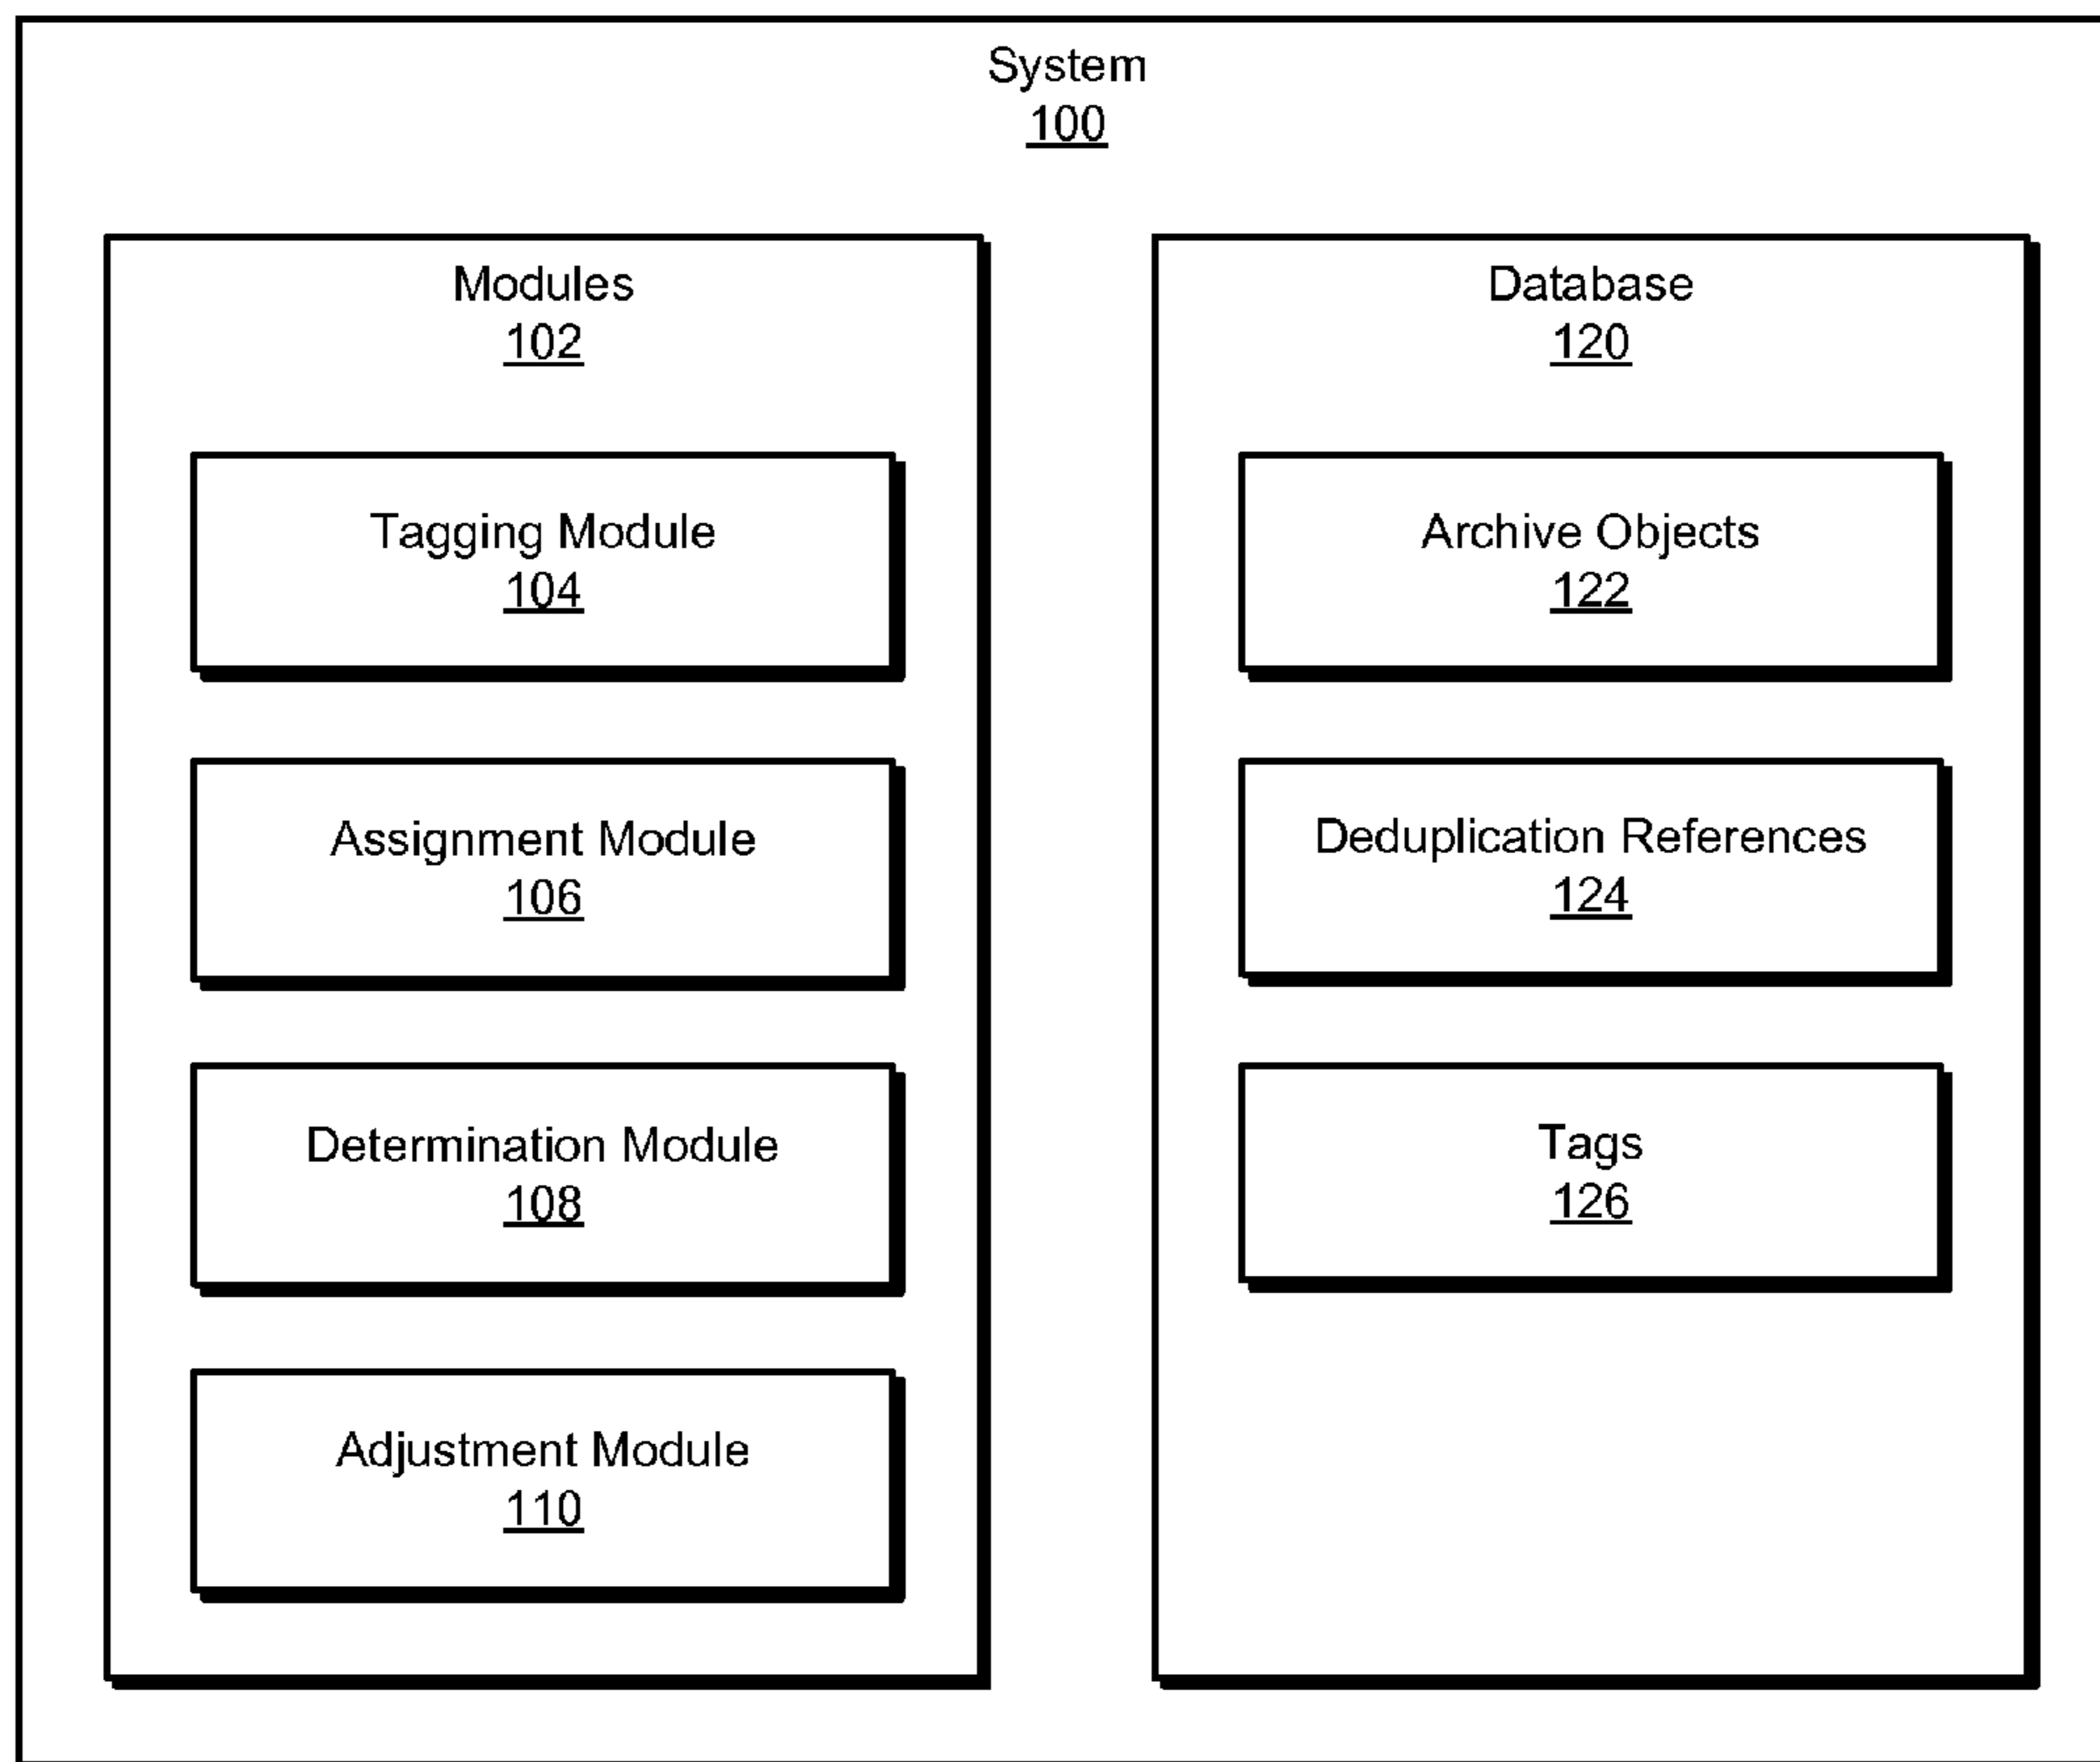 System
100
Modules
102
Tagging Module
104
Assignment Module
106
Determination Module
108
Adjustment Module
110
Database
120
Archive Objects
122
Deduplication References
124
Tags
126